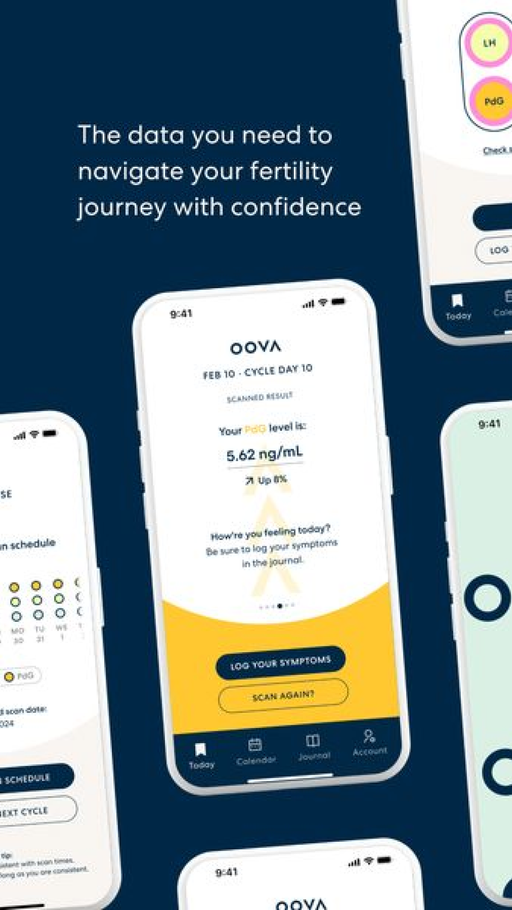 The data you need to
navigate your fertility
journey with confidence
LH
PdG
Check
LOG
Today
9:41
OOVA
FEB 10 - CYCLE DAY 10
SCANNED RESULT
Your PdG level is:
5.62 ng/mL
Up 8%
How're you feeling today?
Be sure to log your symptoms
in the journal.
LOG YOUR SYMPTOMS
SCAN AGAIN?
Today Calendar Journal Account
schedule
MO TU WE
30 31 1
PdG
scan date:
024
SCHEDULE
NEXT CYCLE
tip:
with scan times,
long as you are consistent.
9:41
9:41
OOVA